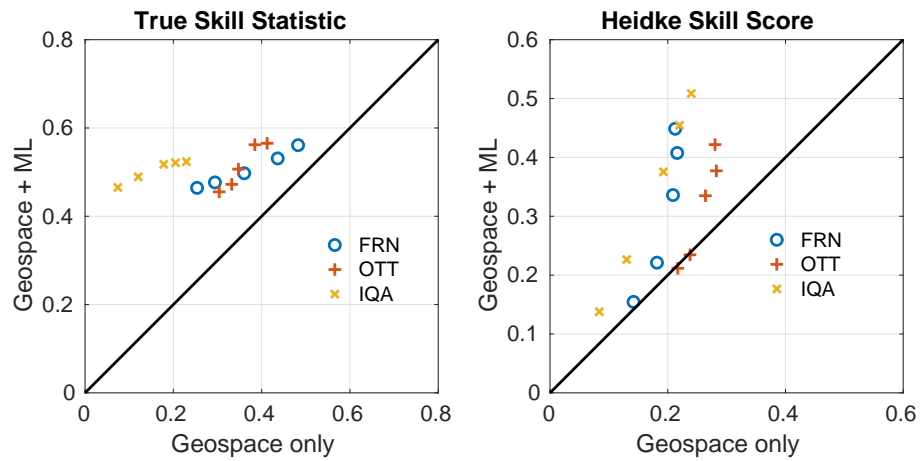 True Skill Statistic
0.8
0.6
0.4
0.2
0
Geospace + ML
FRN
OTT
IQA
0 0.2 0.4 0.6 0.8
Geospace only
Heidke Skill Score
0.6
0.5
0.4
0.3
0.2
0.1
0
Geospace + ML
FRN
OTT
IQA
0 0.2 0.4 0.6
Geospace only